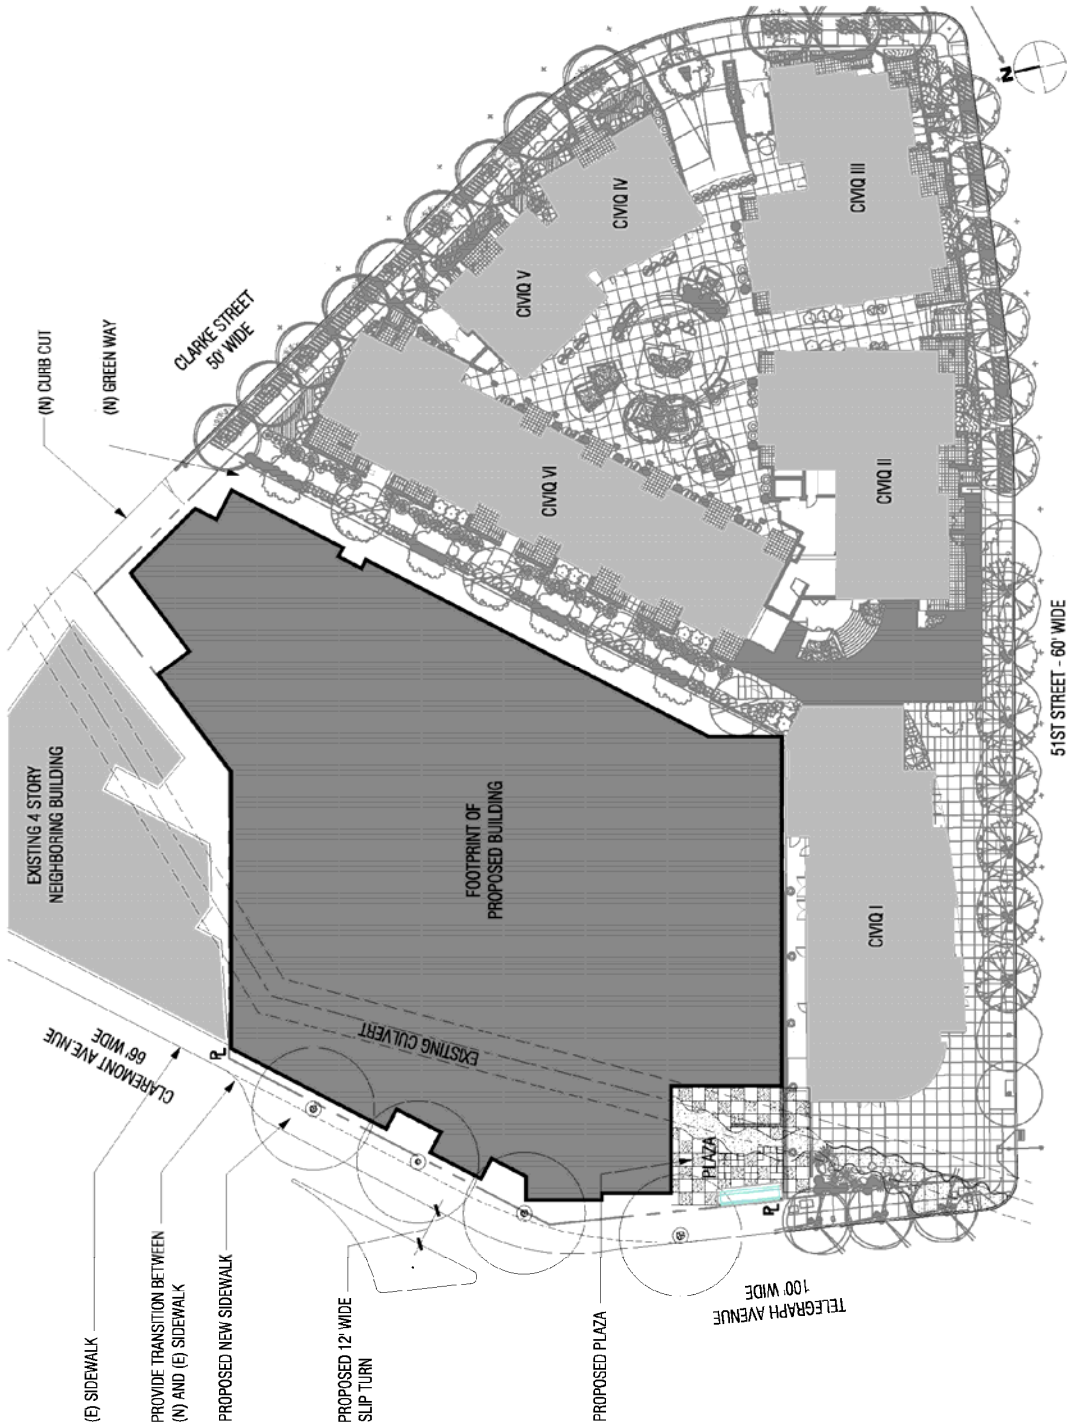 (N) CURB CUT
(N) GREEN WAY
CLARKE STREET
50' WIDE
N
CIVIQ IV
CIVIQ III
CIVIQ V
CIVIQ VI
CIVIQ II
51ST STREET - 60' WIDE
EXISTING 4 STORY
NEIGHBORING BUILDING
FOOTPRINT OF
PROPOSED BUILDING
CIVIQ I
EXISTING CULVERT
CLAREMONT AVENUE
66' WIDE
PL
PLAZA
PL
TELEGRAPH AVENUE
100' WIDE
(E) SIDEWALK
PROVIDE TRANSITION BETWEEN
(N) AND (E) SIDEWALK
PROPOSED NEW SIDEWALK
PROPOSED 12' WIDE
SLIP TURN
PROPOSED PLAZA